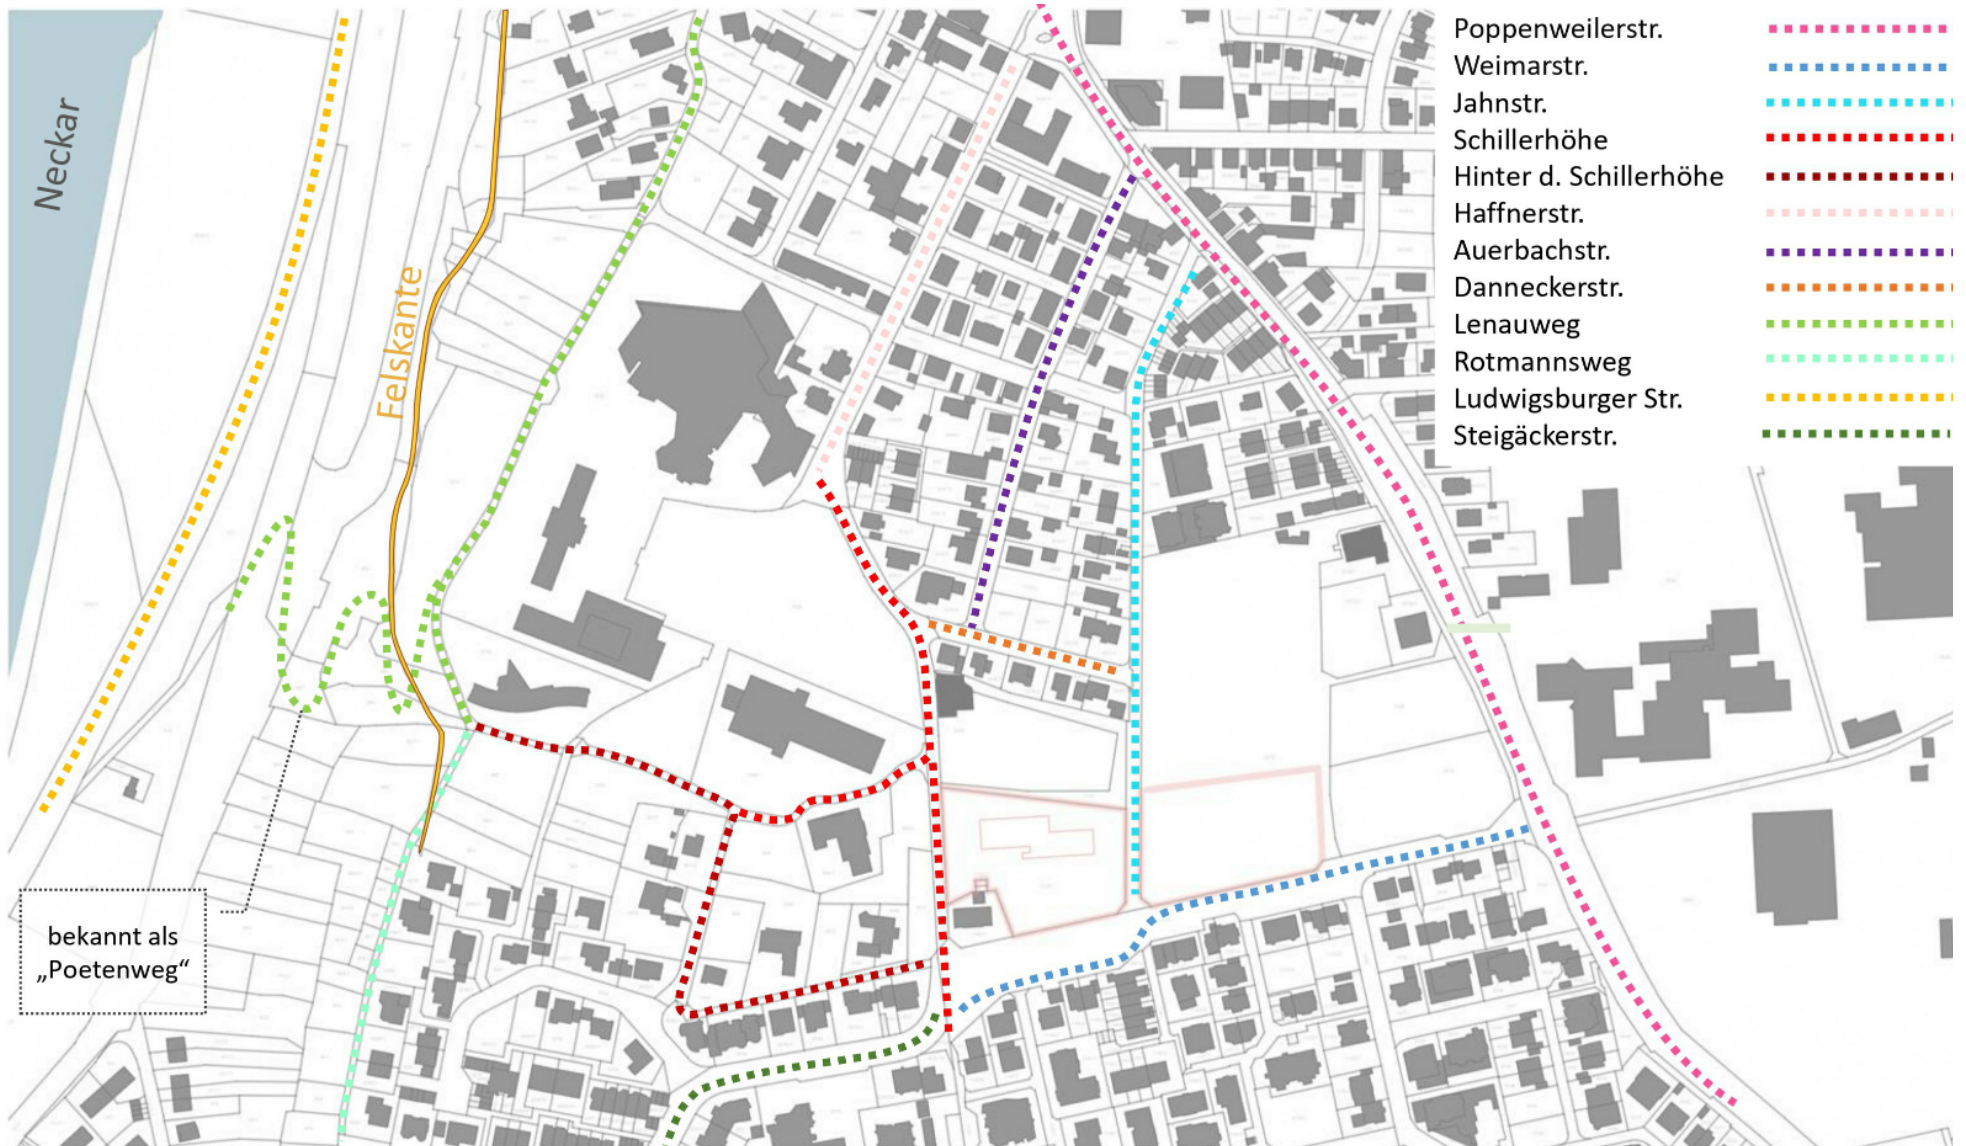 Neckar
Felskante
Poppenweilerstr.
Weimarstr.
Jahnstr.
Schillerhöhe
Hinter d. Schillerhöhe
Haffnerstr.
Auerbachstr.
Danneckerstr.
Lenauweg
Rotmannsweg
Ludwigsburger Str.
Steigäckerstr.
bekannt als
„Poetenweg“